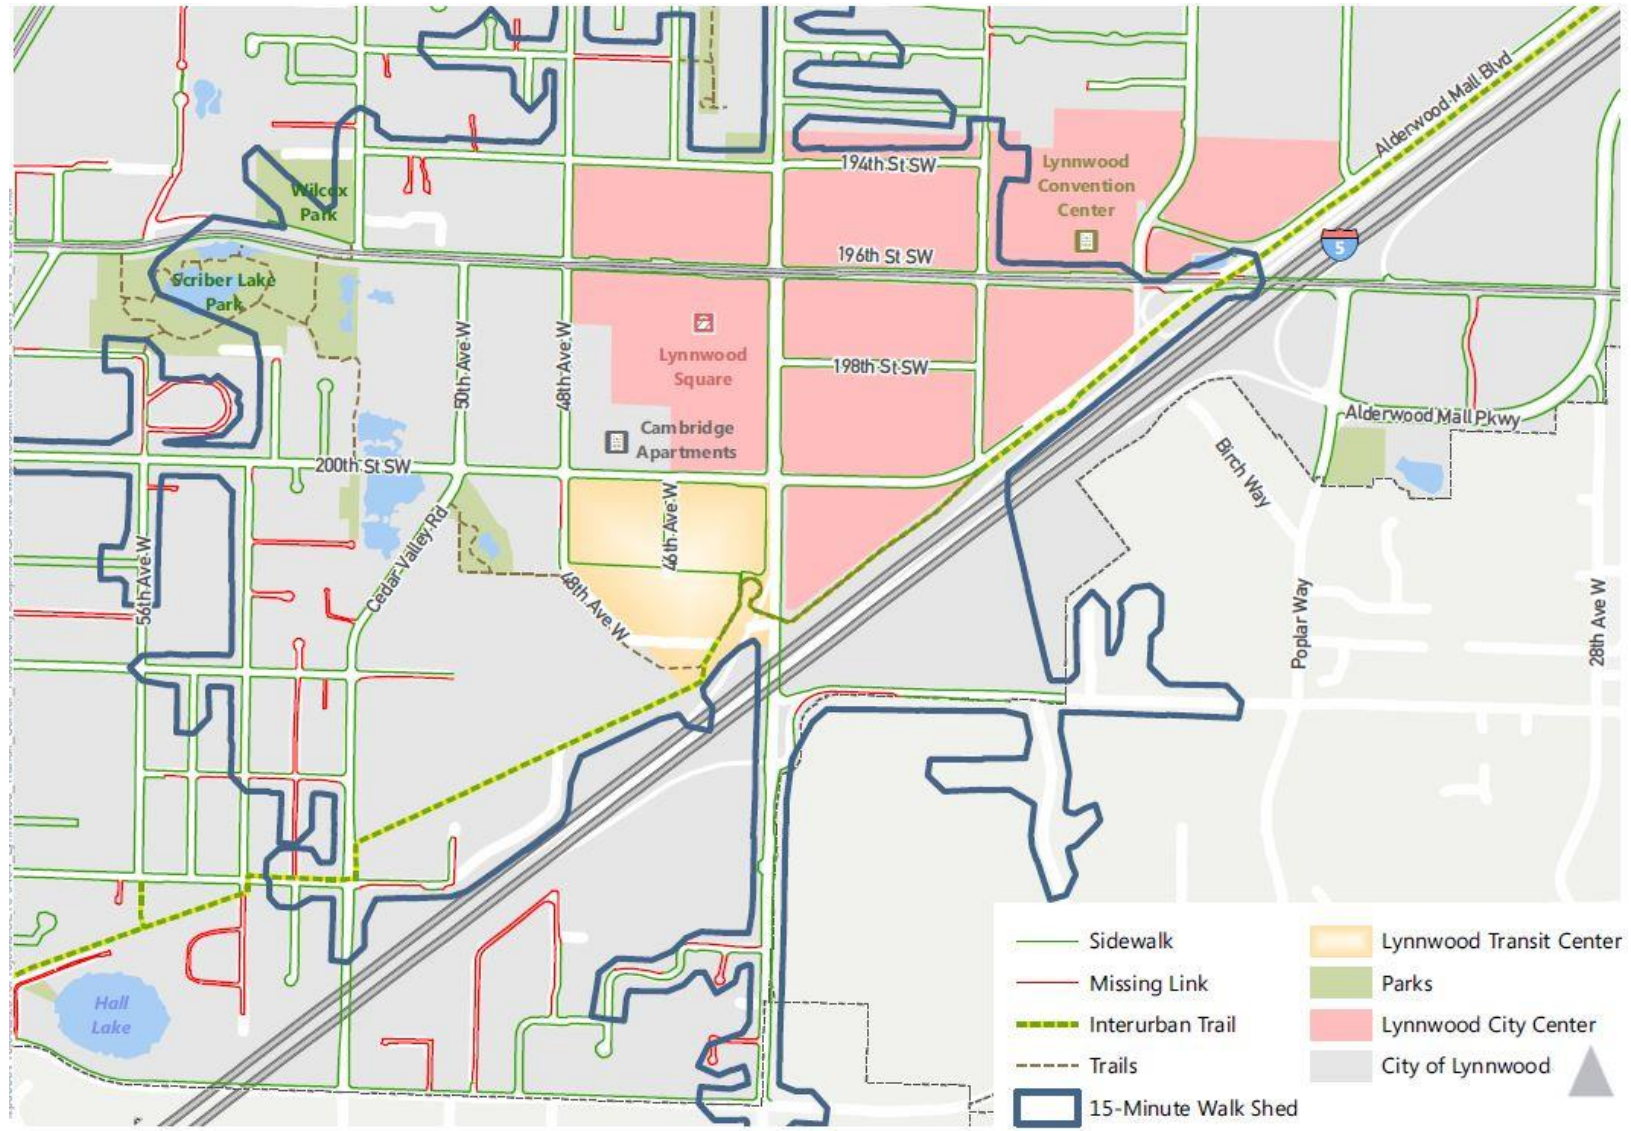 Alderwood Mall Blvd
194th St SW
Lynnwood
Convention
Center
Wilcox
Park
5
196th St SW
Scriber Lake
Park
50th Ave W
48th Ave W
Lynnwood
Square
198th St SW
Alderwood Mall Pkwy
Cambridge
Apartments
200th St SW
Birch Way
46th Ave W
Cedar Valley Rd
56th Ave W
48th Ave W
Poplar Way
28th Ave W
Hall
Lake
Sidewalk
Missing Link
Interurban Trail
Trails
15-Minute Walk Shed
Lynnwood Transit Center
Parks
Lynnwood City Center
City of Lynnwood